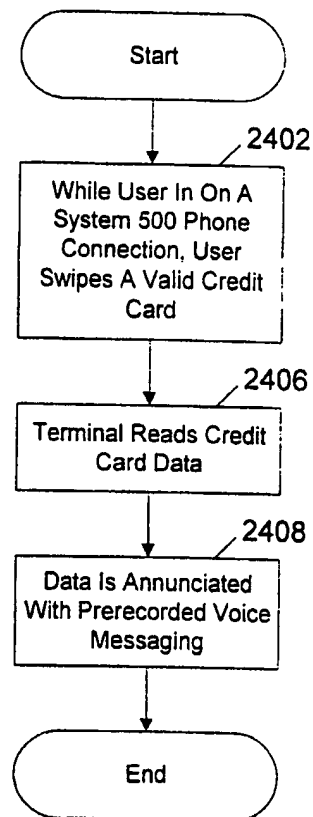 Start
2402
While User In On A
System 500 Phone
Connection, User
Swipes A Valid Credit
Card
2406
Terminal Reads Credit
Card Data
2408
Data Is Annunciated
With Prerecorded Voice
Messaging
End